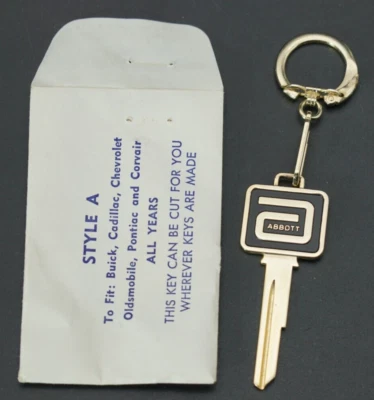 STYLE A
To Fit: Buick, Cadillac, Chevrolet
Oldsmobile, Pontiac and Corvair
ALL YEARS
THIS KEY CAN BE CUT FOR YOU
WHEREVER KEYS ARE MADE
a
ABBOTT